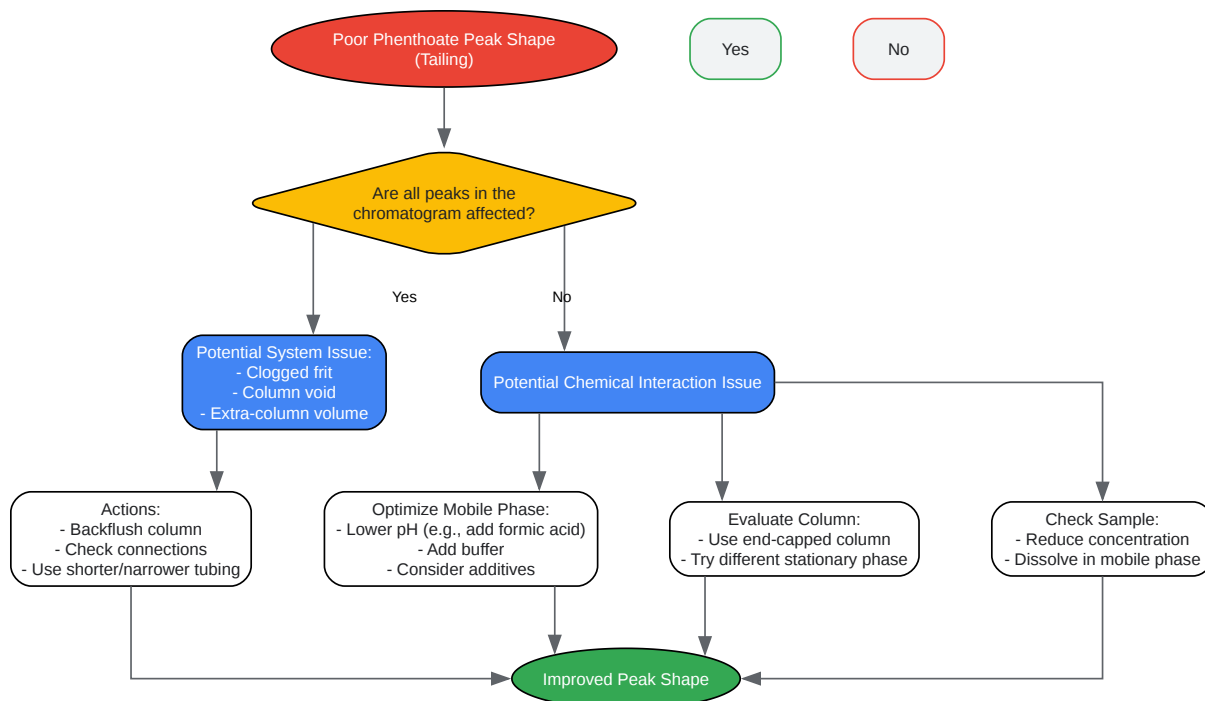 Poor Phenthoate Peak Shape
(Tailing)
Yes
No
Are all peaks in the
chromatogram affected?
Yes
No
Potential System Issue:
- Clogged frit
- Column void
- Extra-column volume
Potential Chemical Interaction Issue
Actions:
- Backflush column
- Check connections
- Use shorter/narrower tubing
Optimize Mobile Phase:
- Lower pH (e.g., add formic acid)
- Add buffer
- Consider additives
Evaluate Column:
- Use end-capped column
- Try different stationary phase
Check Sample:
- Reduce concentration
- Dissolve in mobile phase
Improved Peak Shape